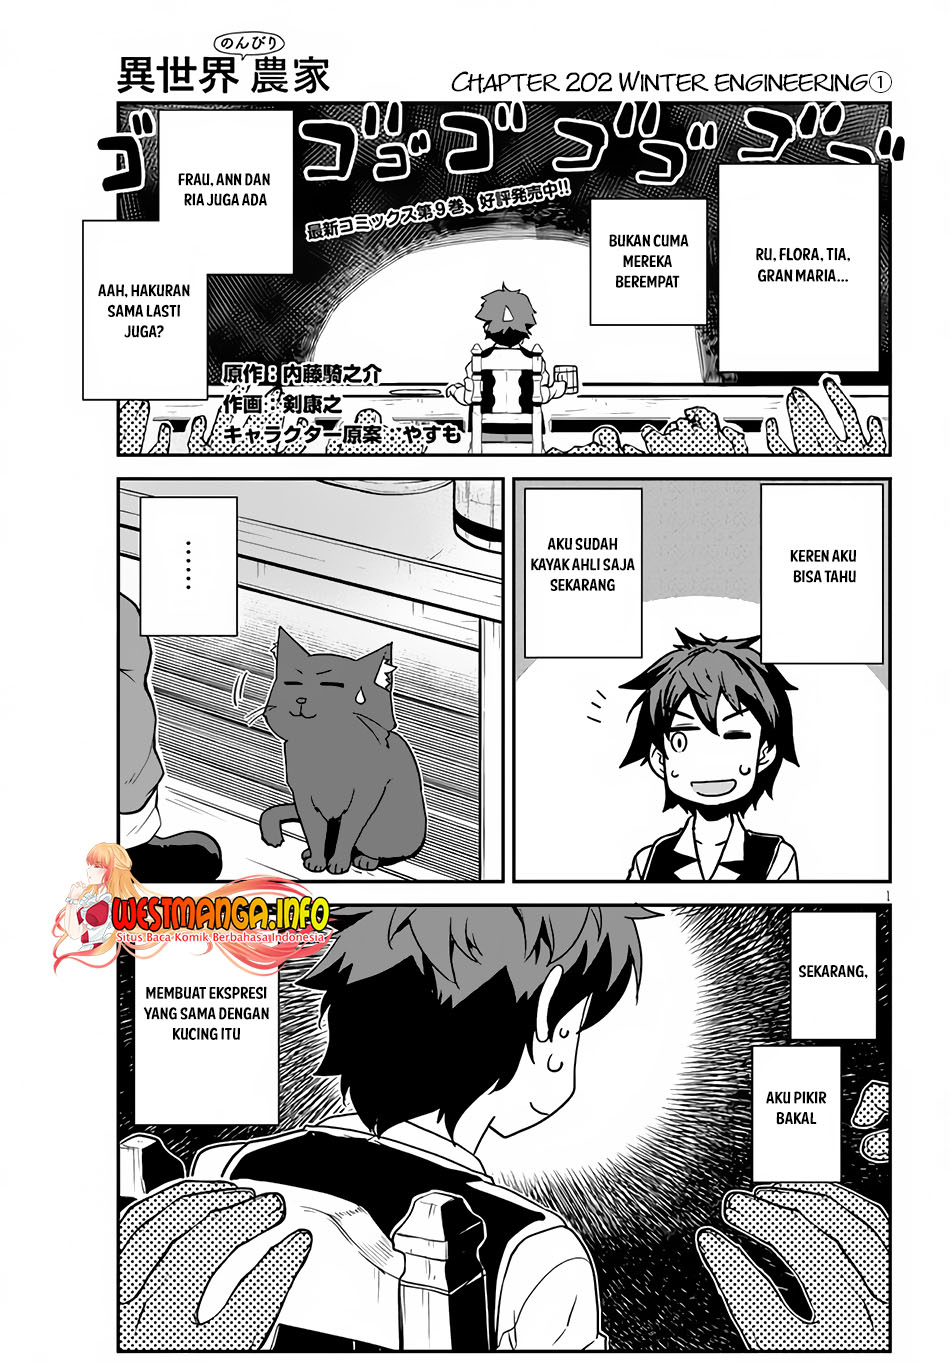 異世界のんびり農家
CHAPTER 202 WINTER ENGINEERING①
ゴゴゴゴゴゴ
RU, FLORA, TIA,
GRAN MARIA...
BUKAN CUMA
MEREKA
BEREMPAT
FRAU, ANN DAN
RIA JUGA ADA
AAH, HAKUREN
SAMA LASTI
JUGA?
最新コミックス第9巻、好評発売中!!
原作：内藤騎之介
作画：剣康之
キャラクター原案：やすも
KEREN AKU
BISA TAHU
AKU SUDAH
KAYAK AHLI SAJA
SEKARANG
………
1
SEKARANG,
AKU PIKIR
BAKAL
MEMBUAT EKSPRESI
YANG SAMA DENGAN
KUCING ITU
WESTMANGA.INFO
Situs Baca Komik Berbahasa Indonesia